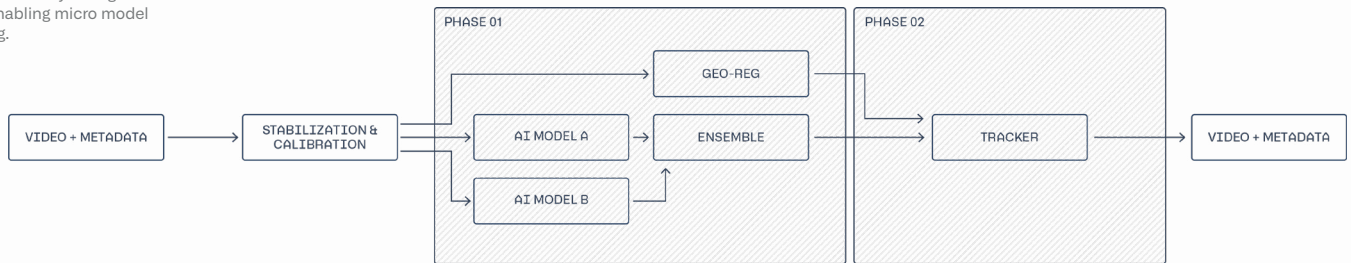 nabling micro model
g.
PHASE 01
PHASE 02
GEO-REG
VIDEO + METADATA
STABILIZATION &
CALIBRATION
AI MODEL A
ENSEMBLE
TRACKER
VIDEO + METADATA
AI MODEL B